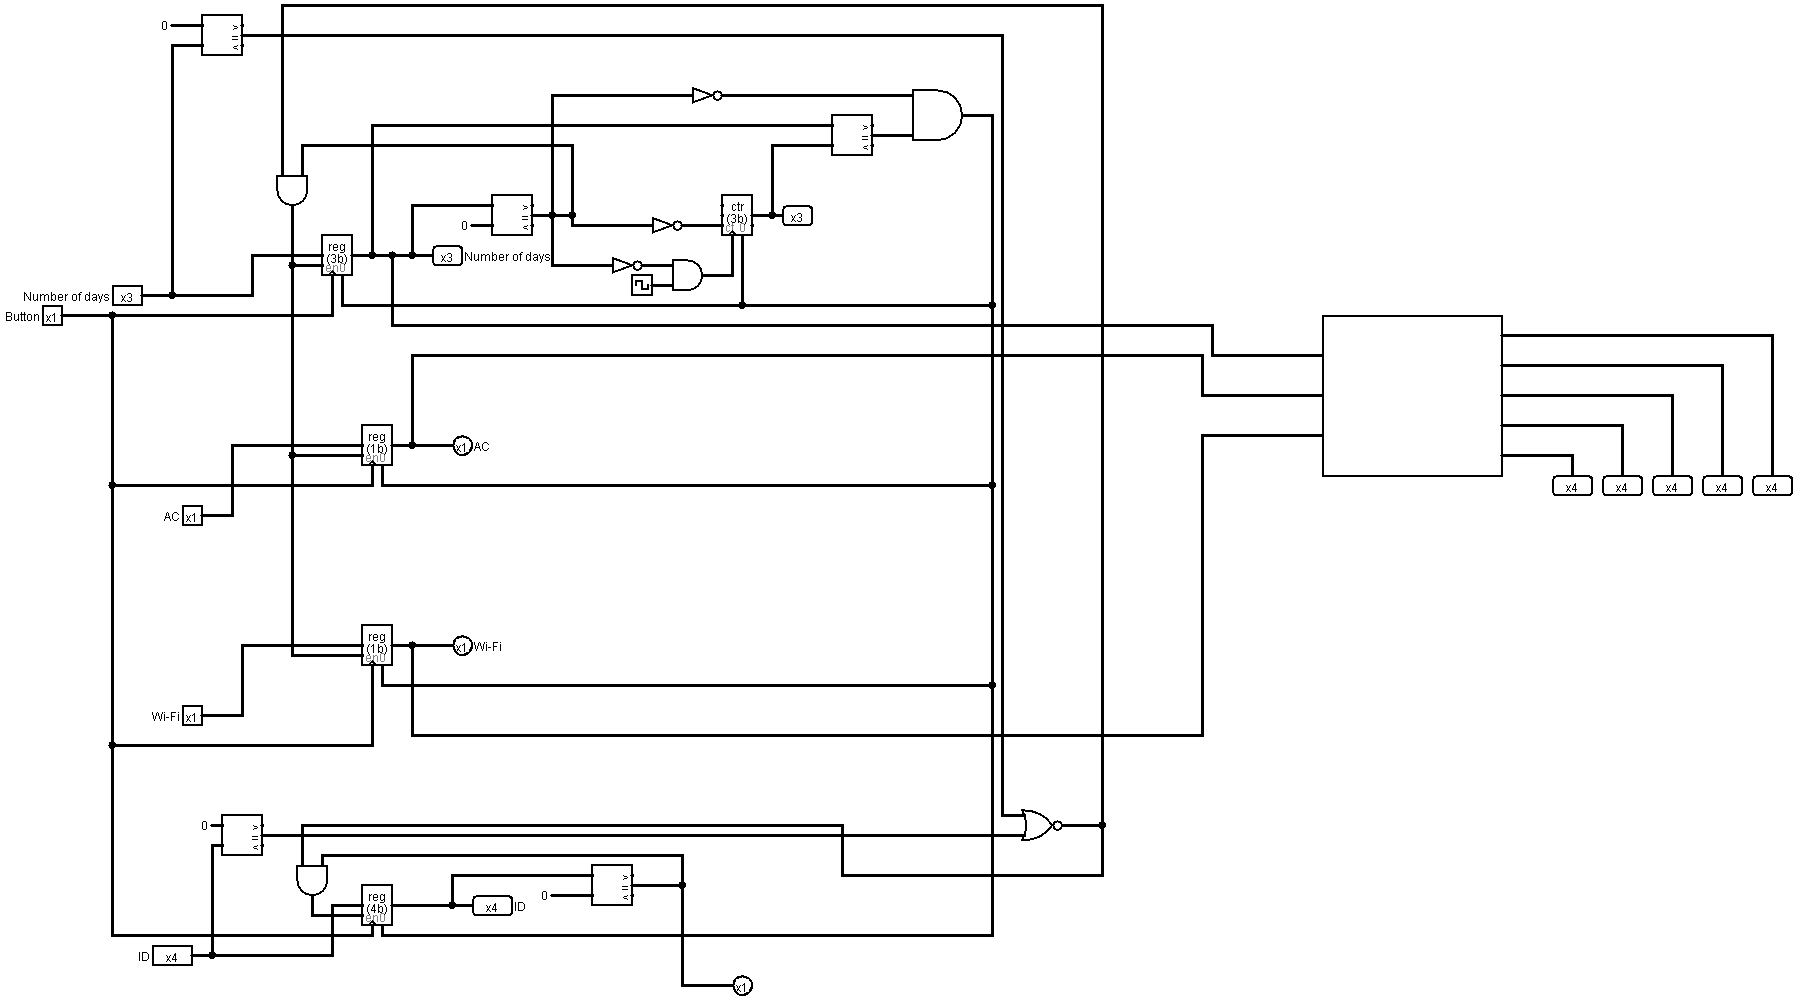 0
>
=
<
>
=
<
ctr
(3b)
ct 0
x3
>
=
<
0
reg
(3b)
en0
x3 Number of days
Number of days x3
Button x1
reg
(1b)
en0
x1 AC
AC x1
x4 x4 x4 x4 x4
reg
(1b)
en0
x1 Wi-Fi
Wi-Fi x1
0
>
=
<
reg
(4b)
en0
x4 ID
0
>
=
<
ID x4
x1